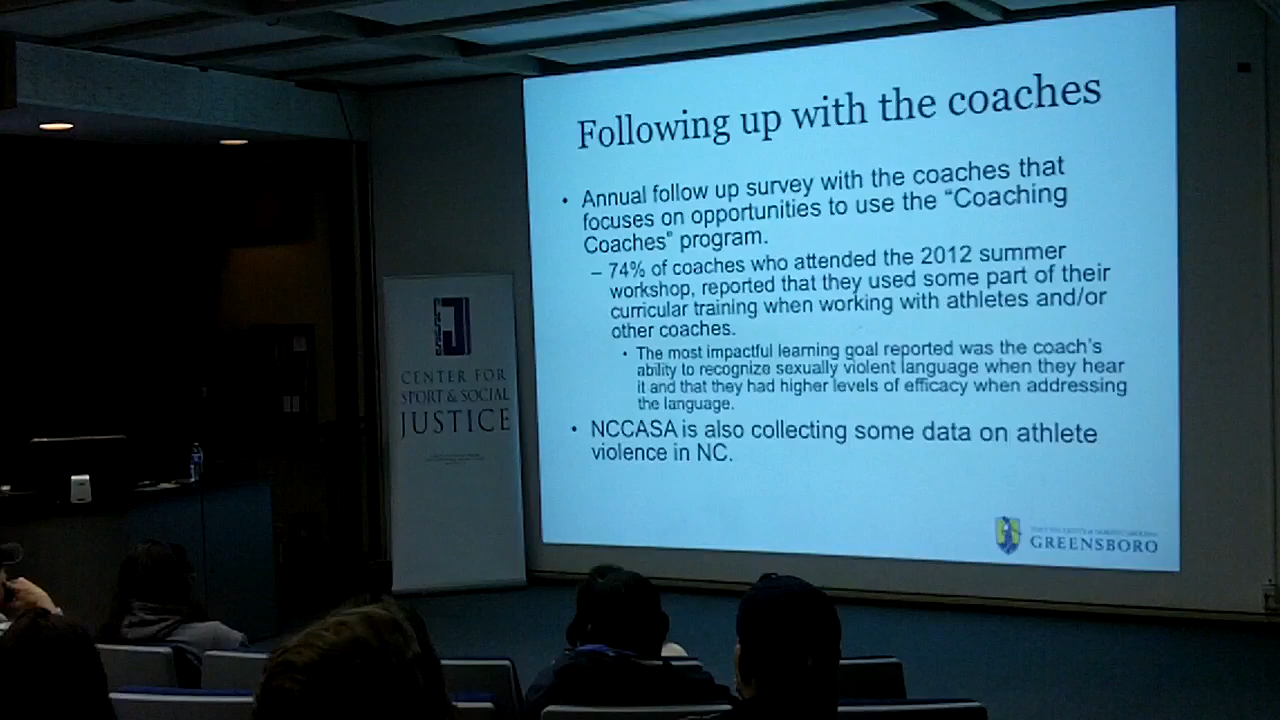 Following up with the coaches
• Annual follow up survey with the coaches that
focuses on opportunities to use the “Coaching
Coaches” program.
– 74% of coaches who attended the 2012 summer
workshop, reported that they used some part of their
curricular training when working with athletes and/or
other coaches.
• The most impactful learning goal reported was the coach's
ability to recognize sexually violent language when they hear
it and that they had higher levels of efficacy when addressing
the language.
• NCCASA is also collecting some data on athlete
violence in NC.
GREENSBORO
CENTER FOR
SPORT & SOCIAL
JUSTICE